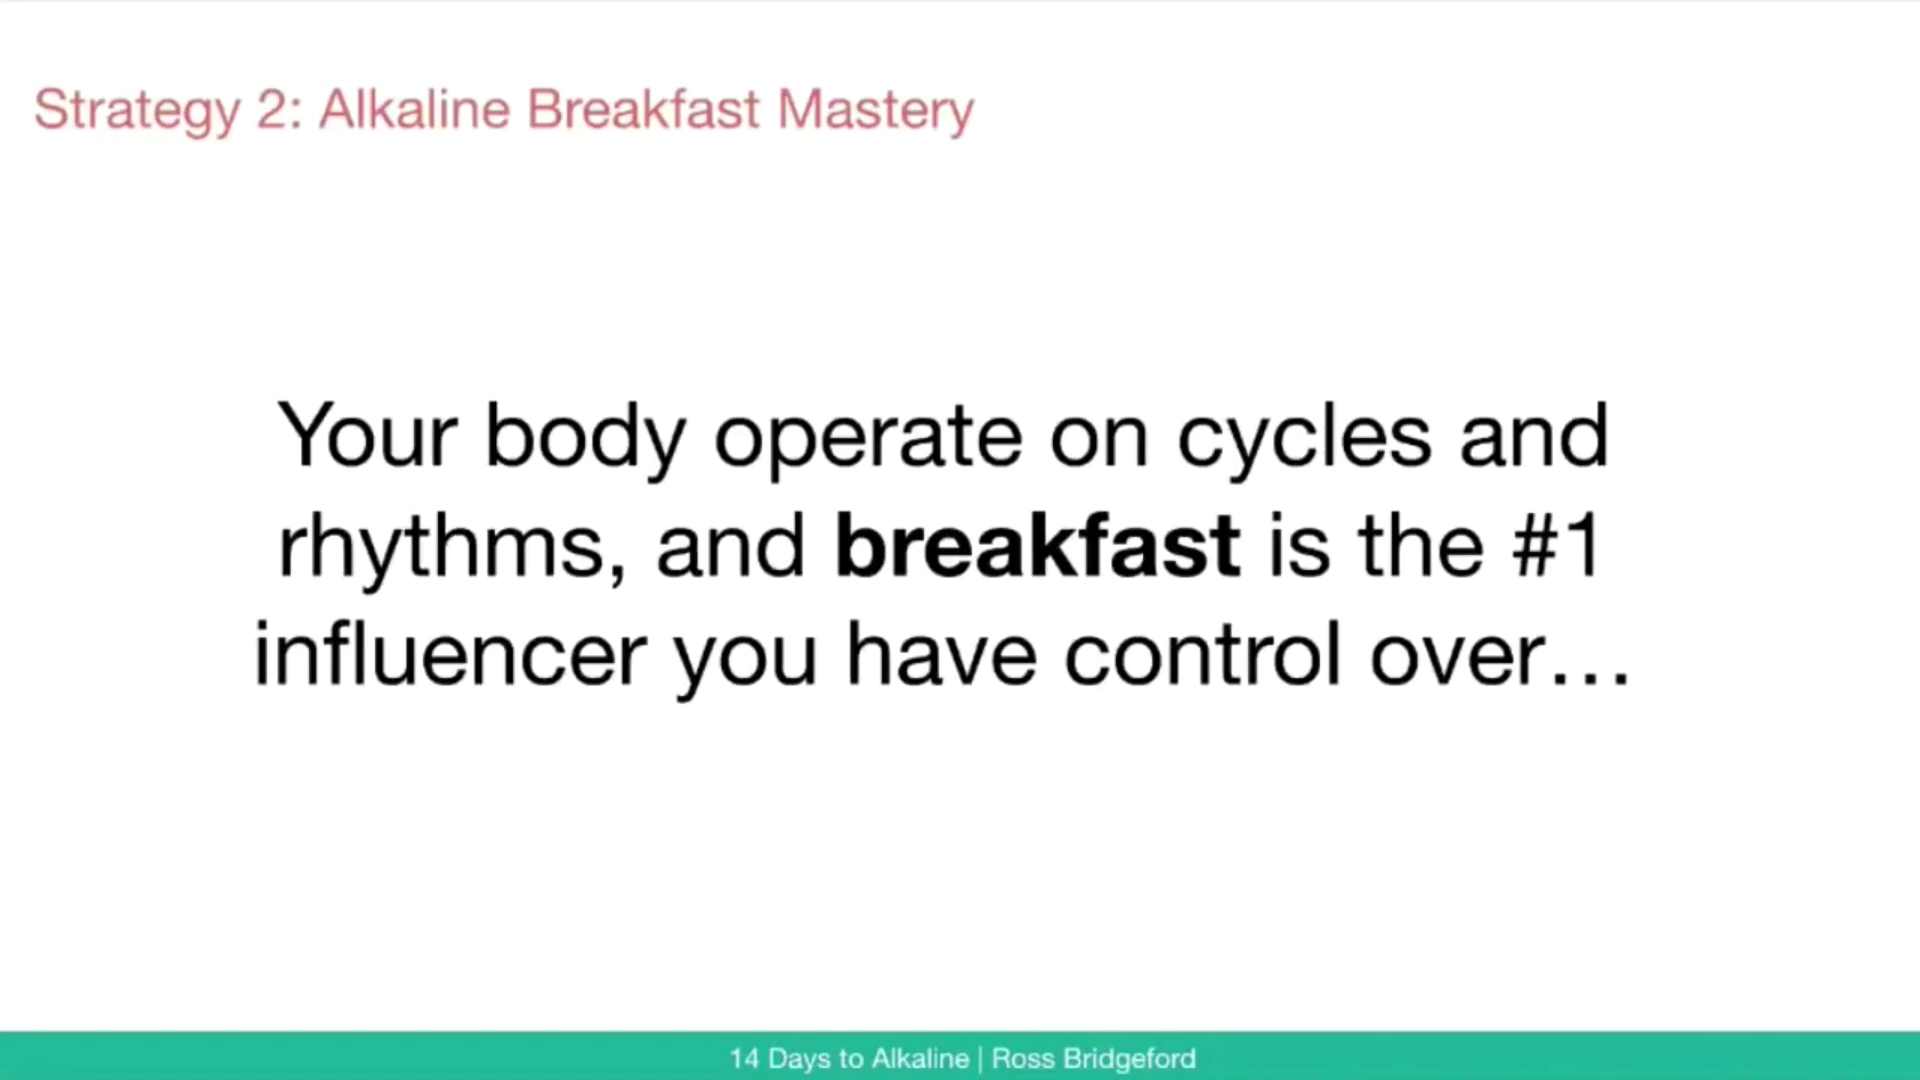 Strategy 2: Alkaline Breakfast Mastery
Your body operate on cycles and
rhythms, and breakfast is the #1
influencer you have control over…
14 Days to Alkaline | Ross Bridgeford